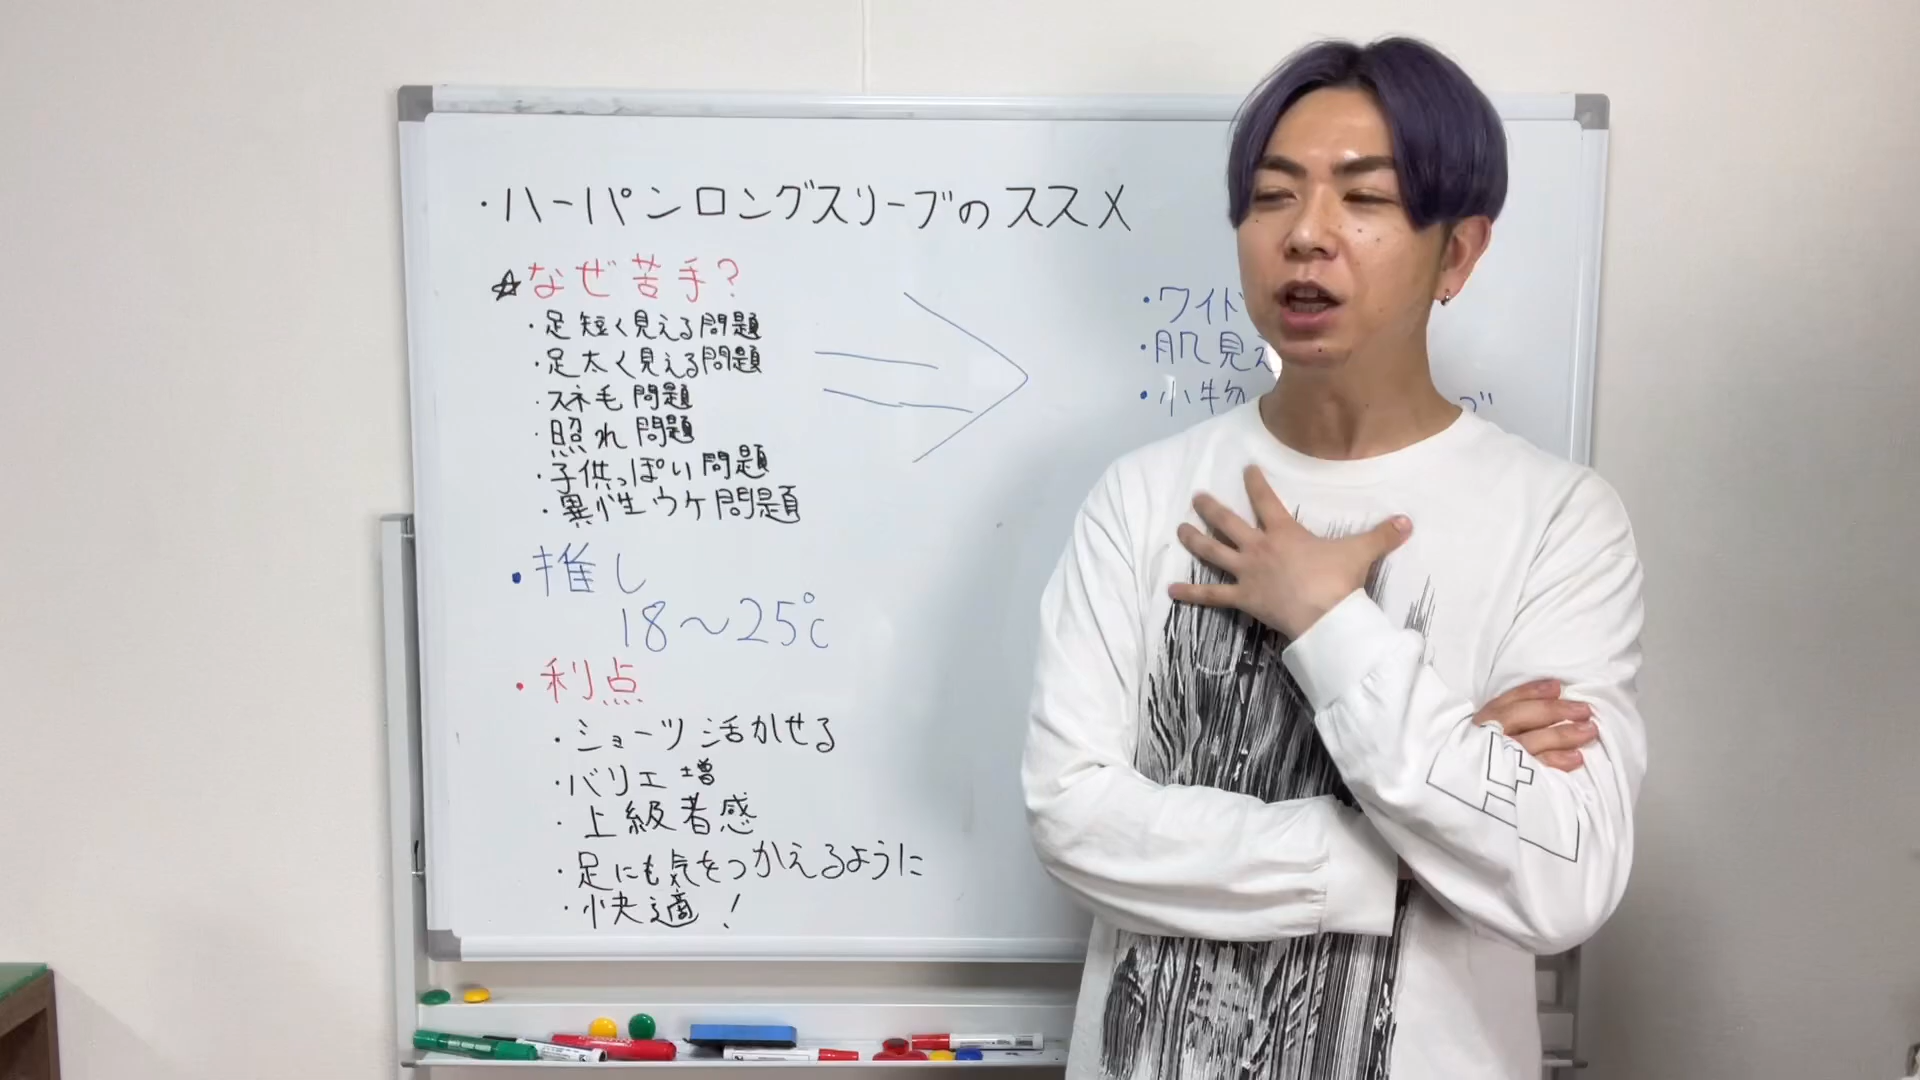 ・ハーパンロングスリーブのススメ
☆なぜ苦手?
・足短く見える問題
・足太く見える問題
・スネ毛問題
・照れ問題
・子供っぽい問題
・異性ウケ問題
・推し
18〜25℃
・利点
・ショーツ活かせる
・バリエ増
・上級者感
・足にも気をつかえるように
・快適!
・ワイド
・肌見え
・小物